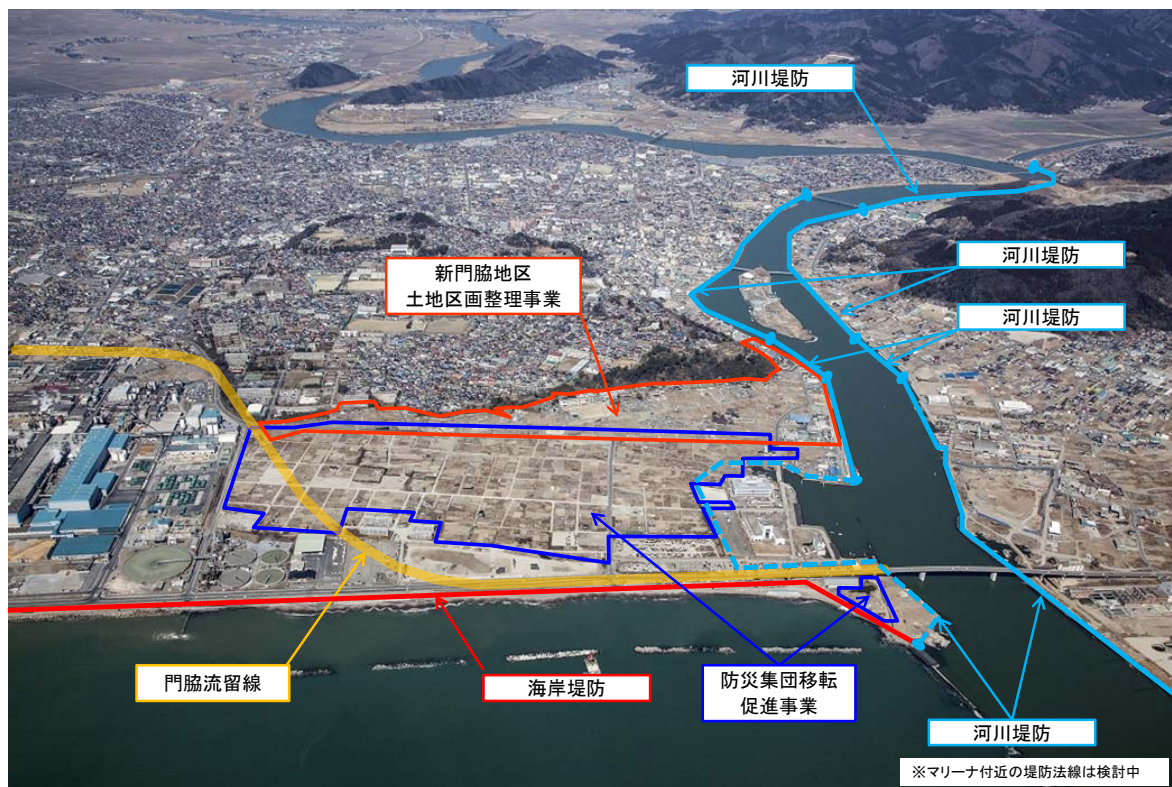 河川堤防
河川堤防
新門脇地区
土地区画整理事業
河川堤防
門脇流留線
海岸堤防
防災集団移転
促進事業
河川堤防
※マリーナ付近の堤防法線は検討中